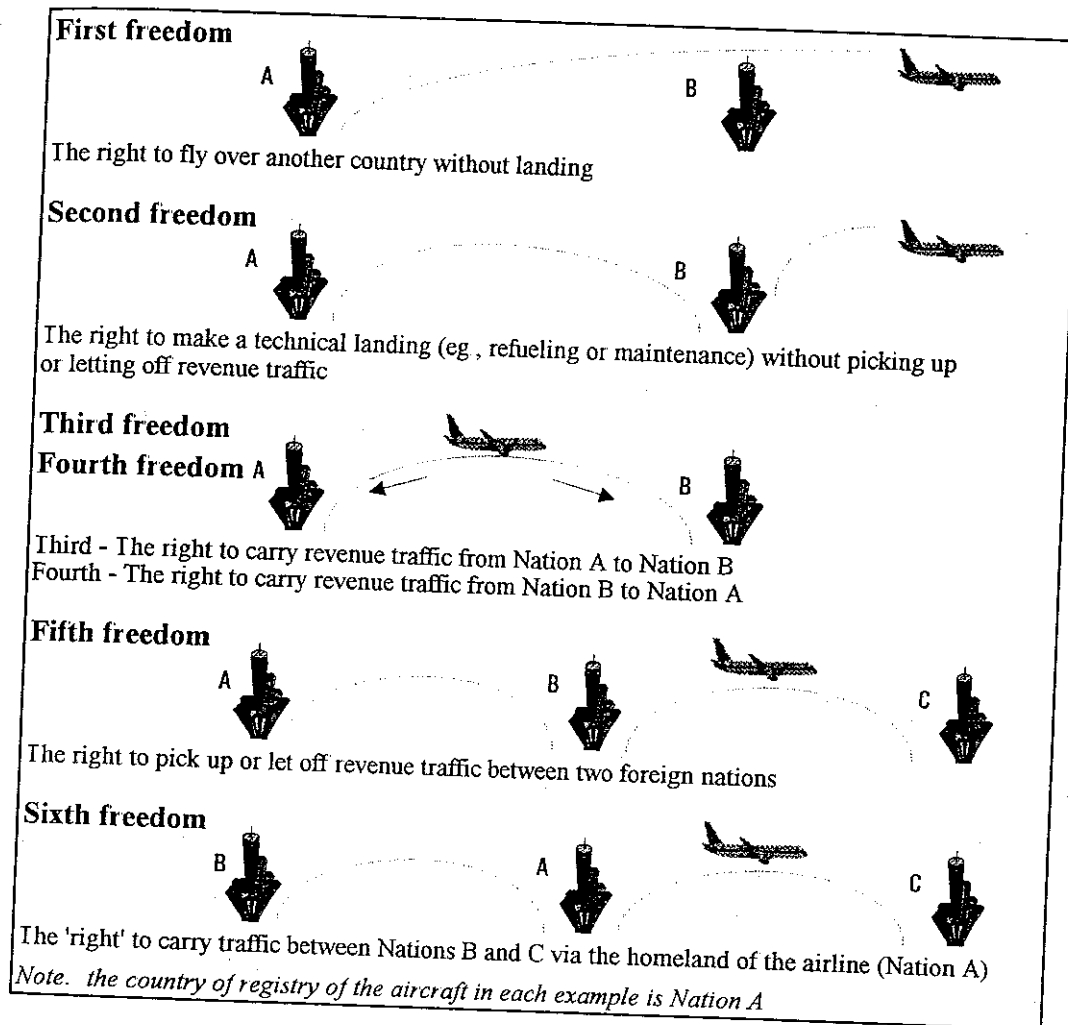 First freedom
A B
The right to fly over another country without landing
Second freedom
A B
The right to make a technical landing (eg , refueling or maintenance) without picking up
or letting off revenue traffic
Third freedom
Fourth freedom A B
Third - The right to carry revenue traffic from Nation A to Nation B
Fourth - The right to carry revenue traffic from Nation B to Nation A
Fifth freedom
A B C
The right to pick up or let off revenue traffic between two foreign nations
Sixth freedom
B A C
The 'right' to carry traffic between Nations B and C via the homeland of the airline (Nation A)
Note. the country of registry of the aircraft in each example is Nation A